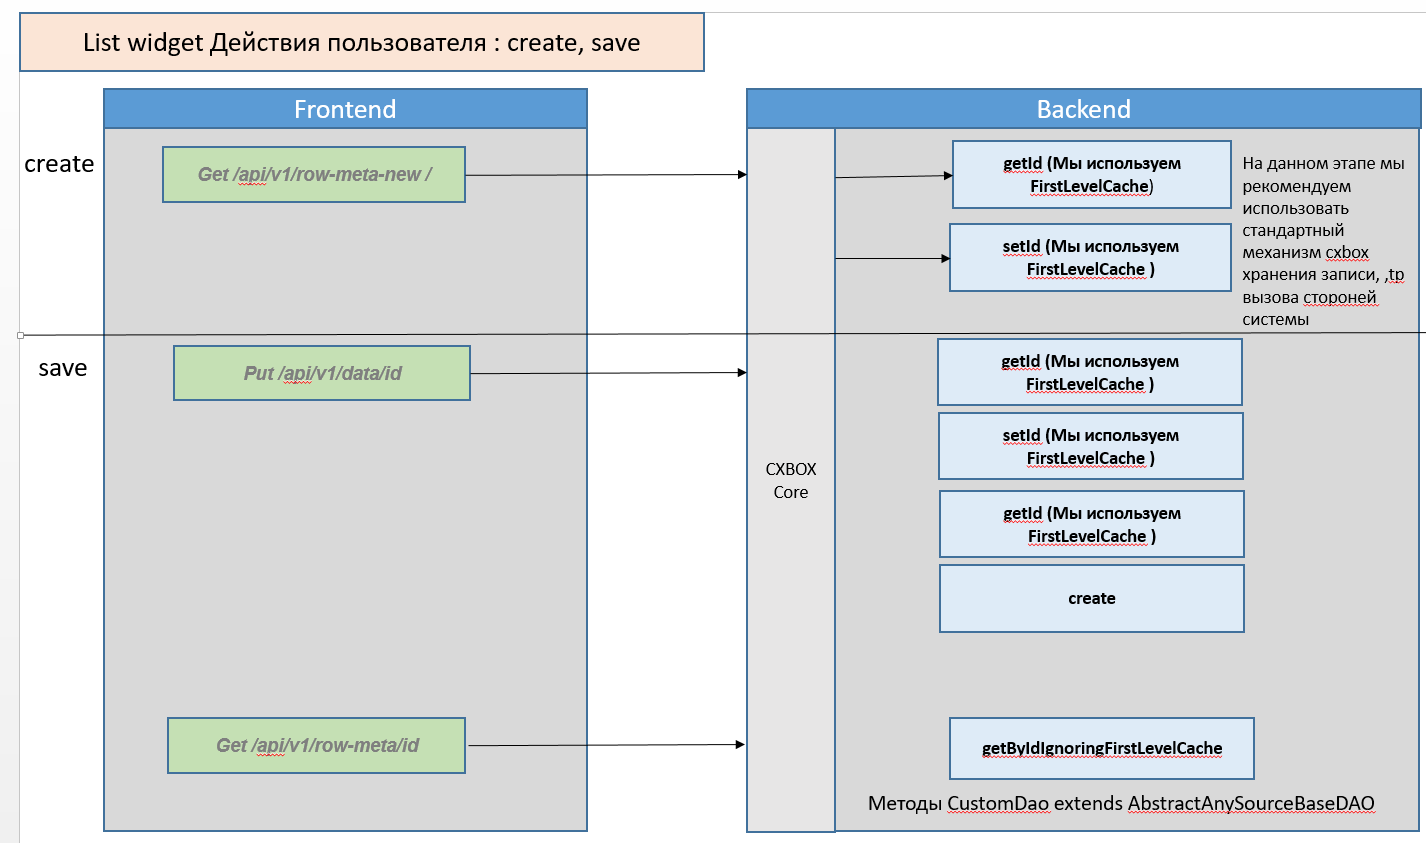 List widget Действия пользователя : create, save
Frontend
Backend
create
Get /api/v1/row-meta-new /
getId (Мы используем
FirstLevelCache)
setId (Мы используем
FirstLevelCache )
На данном этапе мы
рекомендуем
использовать
стандартный
механизм cxbox
хранения записи, ,tp
вызова стороней
системы
save
Put /api/v1/data/id
CXBOX
Core
getId (Мы используем
FirstLevelCache )
setId (Мы используем
FirstLevelCache )
getId (Мы используем
FirstLevelCache )
create
Get /api/v1/row-meta/id
getByIdIgnoringFirstLevelCache
Методы CustomDao extends AbstractAnySourceBaseDAO